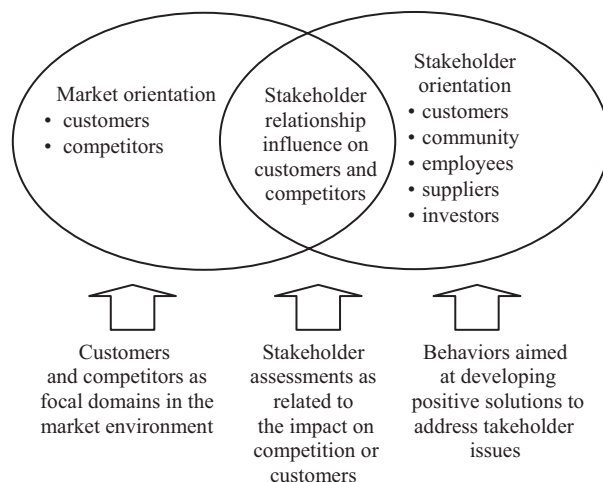 Market orientation
• customers
• competitors
Stakeholder
relationship
influence on
customers and
competitors
Stakeholder
orientation
• customers
• community
• employees
• suppliers
• investors
Customers
and competitors as
focal domains in the
market environment
Stakeholder
assessments as
related to
the impact on
competition or
customers
Behaviors aimed
at developing
positive solutions to
address takeholder
issues